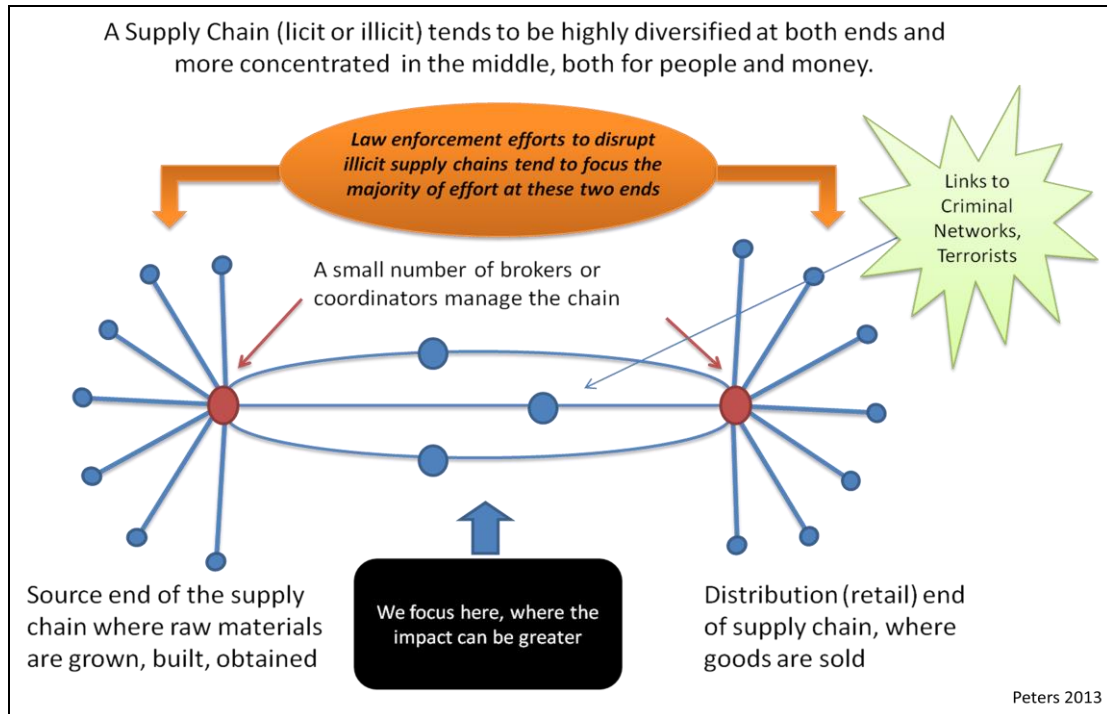 A Supply Chain (licit or illicit) tends to be highly diversified at both ends and
more concentrated in the middle, both for people and money.
Law enforcement efforts to disrupt
illicit supply chains tend to focus the
majority of effort at these two ends
Links to
Criminal
Networks,
Terrorists
A small number of brokers or
coordinators manage the chain
Source end of the supply
chain where raw materials
are grown, built, obtained
We focus here, where the
impact can be greater
Distribution (retail) end
of supply chain, where
goods are sold
Peters 2013